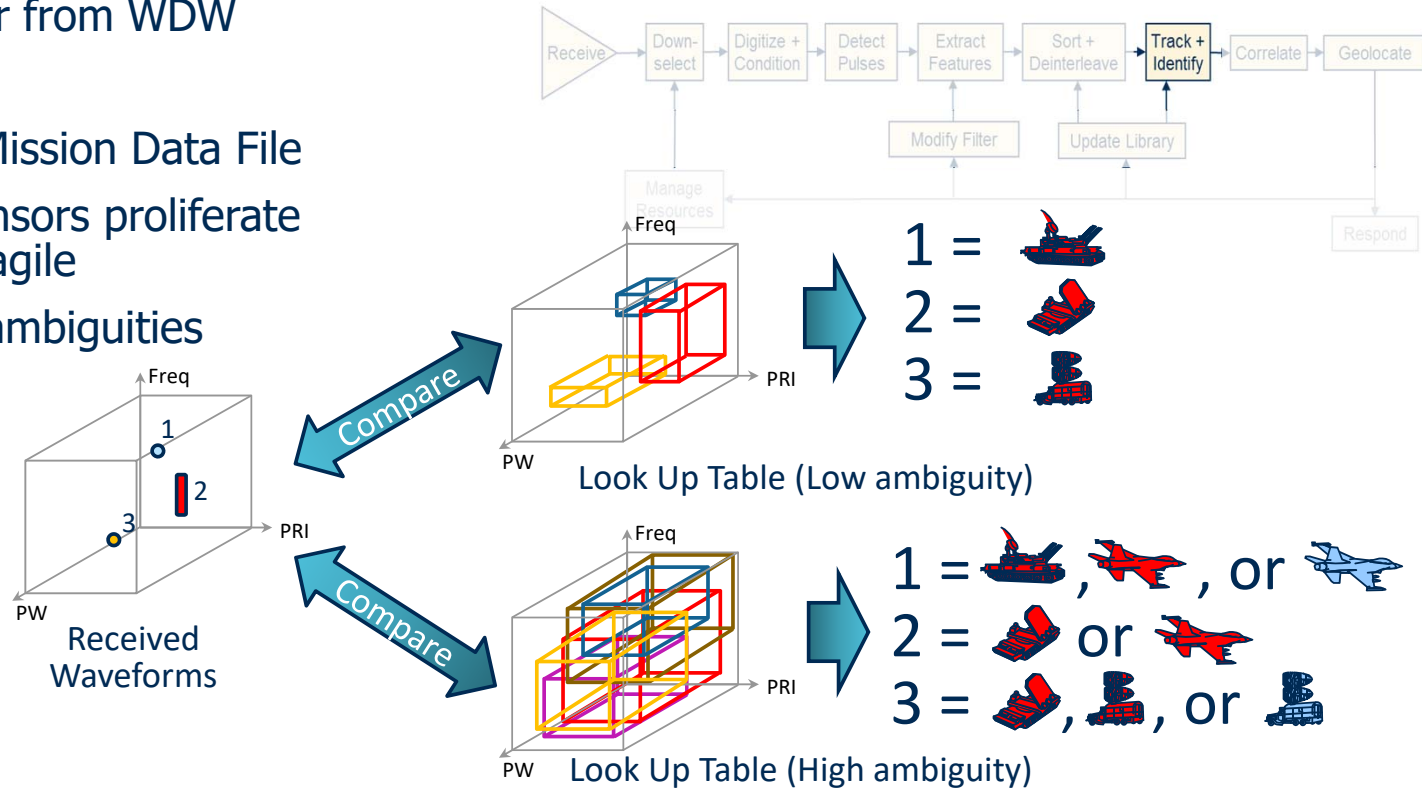 r from WDW
Mission Data File
nsors proliferate
agile
ambiguities
Receive
Down-
select
Digitize +
Condition
Detect
Pulses
Extract
Features
Sort +
Deinterleave
Track +
Identify
Correlate
Geolocate
Modify Filter
Update Library
Manage
Resources
Respond
Freq
PRI
PW
1
2
3
Received
Waveforms
Compare
Compare
Freq
PRI
PW
Look Up Table (Low ambiguity)
1 =
2 =
3 =
Freq
PRI
PW
Look Up Table (High ambiguity)
1 = , , or
2 = or
3 = , , or